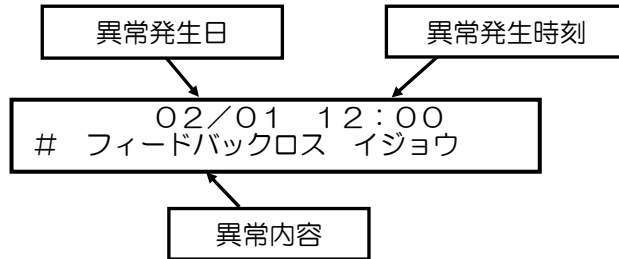 異常発生日
異常発生時刻
０２／０１　１２：００
＃　フィードバックロス　イジョウ
異常内容